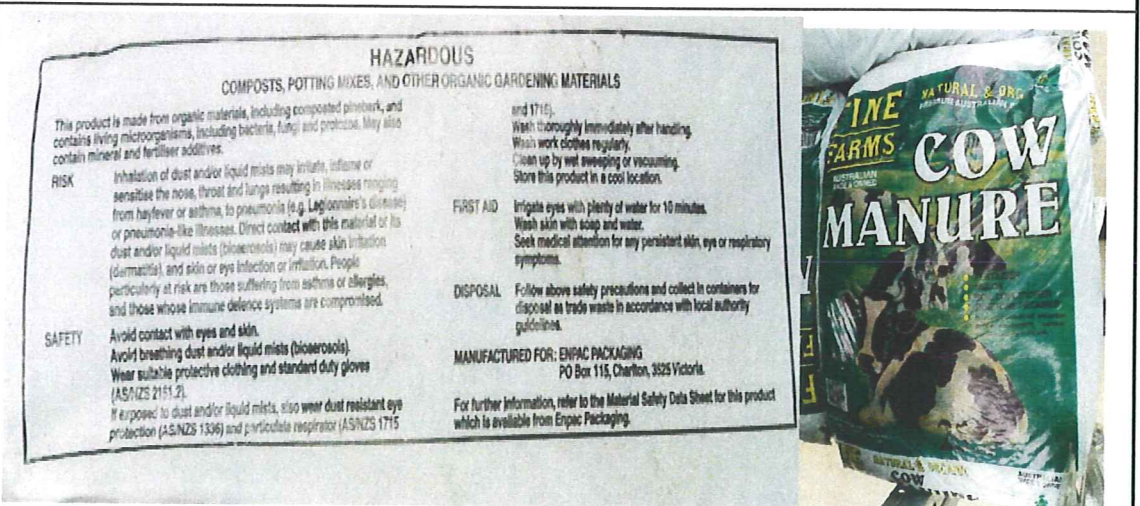 HAZARDOUS
COMPOSTS, POTTING MIXES, AND OTHER ORGANIC GARDENING MATERIALS
This product is made from organic materials, including composted pinebark, and
contains living microorganisms, including bacteria, fungi and protozoa. May also
contain mineral and fertiliser additives.
RISK Inhalation of dust and/or liquid mists may irritate, inflame or
sensitise the nose, throat and lungs resulting in illnesses ranging
from hayfever or asthma, to pneumonia (e.g. Legionnaire's disease)
or pneumonia-like illnesses. Direct contact with this material or its
dust and/or liquid mists (bioaerosols) may cause skin irritation
(dermatitis), and skin or eye infection or irritation. People
particularly at risk are those suffering from asthma or allergies,
and those whose immune defence systems are compromised.
SAFETY Avoid contact with eyes and skin.
Avoid breathing dust and/or liquid mists (bioaerosols).
Wear suitable protective clothing and standard duty gloves
(AS/NZS 2161.2).
If exposed to dust and/or liquid mists, also wear dust resistant eye
protection (AS/NZS 1336) and particulate respirator (AS/NZS 1715
and 1716).
Wash thoroughly immediately after handling.
Wash work clothes regularly.
Clean up by wet sweeping or vacuuming.
Store this product in a cool location.
FIRST AID Irrigate eyes with plenty of water for 10 minutes.
Wash skin with soap and water.
Seek medical attention for any persistent skin, eye or respiratory
symptoms.
DISPOSAL Follow above safety precautions and collect in containers for
disposal as trade waste in accordance with local authority
guidelines.
MANUFACTURED FOR: ENPAC PACKAGING
PO Box 115, Charlton, 3525 Victoria.
For further information, refer to the Material Safety Data Sheet for this product
which is available from Enpac Packaging.
NATURAL & ORG
AUSTRALIAN
INE
FARMS
AUSTRALIAN
MADE & OWNED
COW
MANURE
NATURAL & ORGANIC
COW